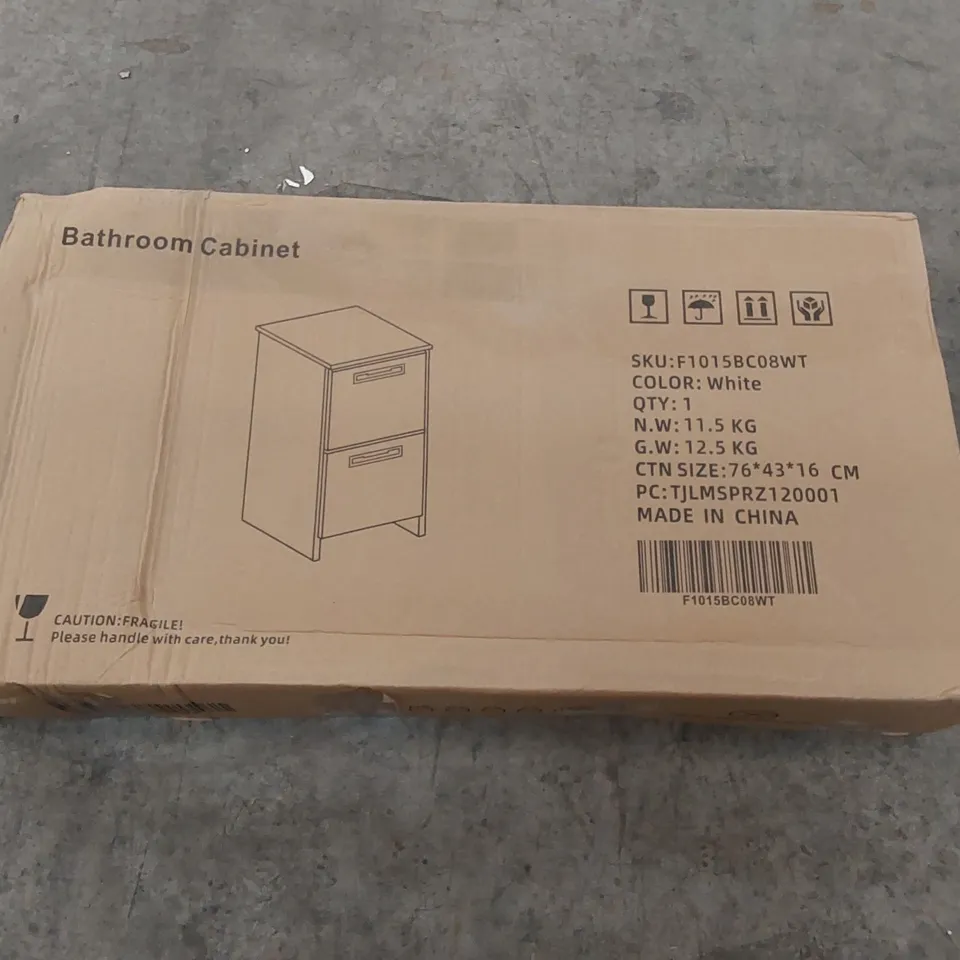 Bathroom Cabinet
SKU:F1015BC08WT
COLOR: White
QTY: 1
N.W: 11.5 KG
G.W: 12.5 KG
CTN SIZE:76*43*16 CM
PC:TJLMSPRZ120001
MADE IN CHINA
F1015BC08WT
CAUTION:FRAGILE!
Please handle with care,thank you!